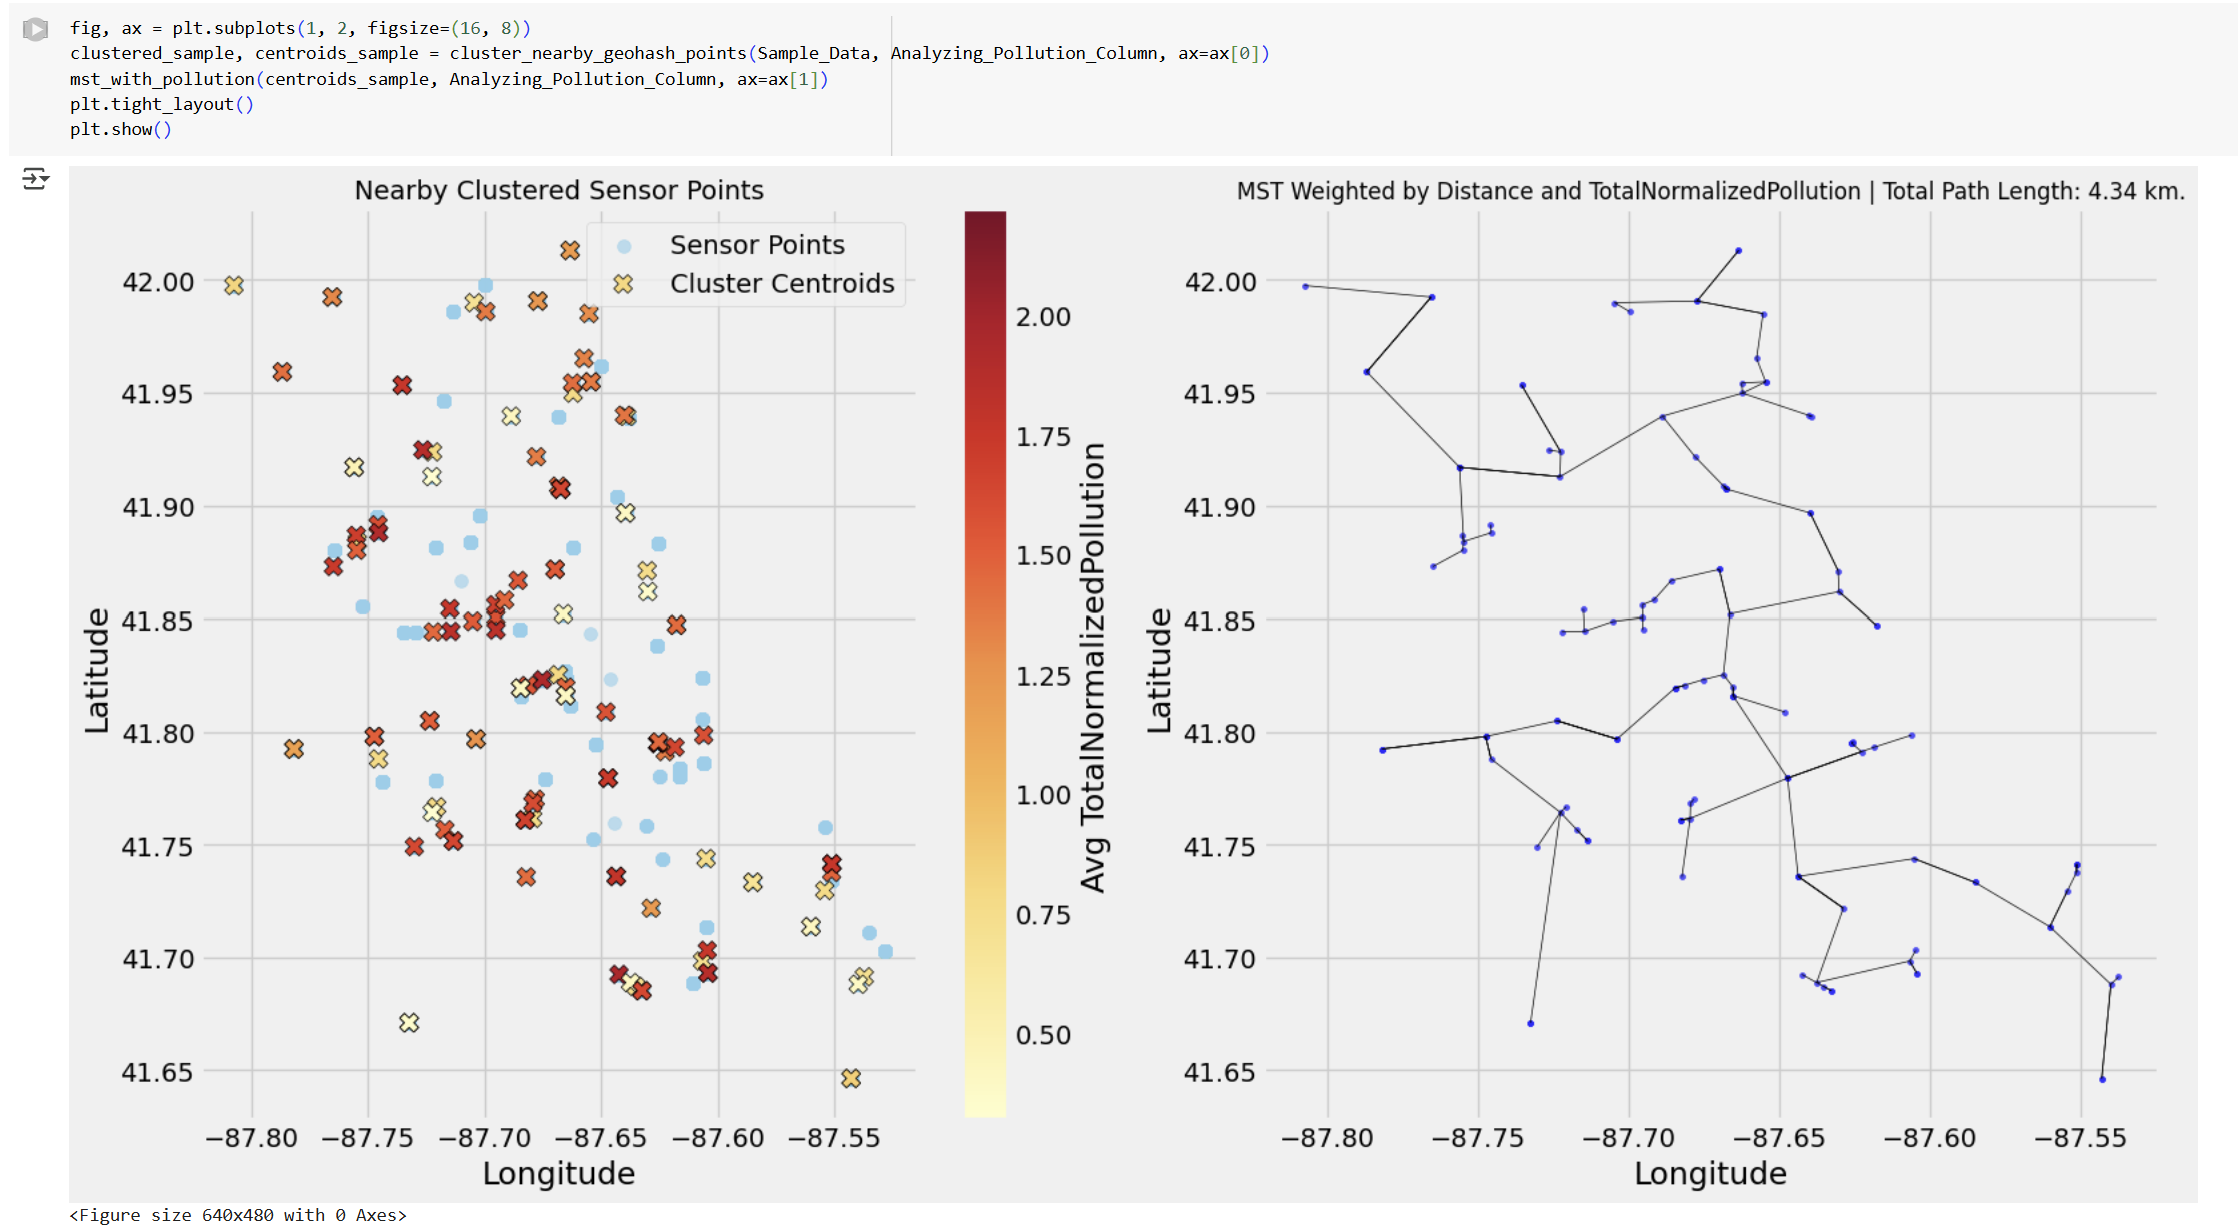 fig, ax = plt.subplots(1, 2, figsize=(16, 8))
clustered_sample, centroids_sample = cluster_nearby_geohash_points(Sample_Data, Analyzing_Pollution_Column, ax=ax[0])
mst_with_pollution(centroids_sample, Analyzing_Pollution_Column, ax=ax[1])
plt.tight_layout()
plt.show()
Nearby Clustered Sensor Points
Sensor Points
Cluster Centroids
42.00
41.95
41.90
41.85
41.80
41.75
41.70
41.65
Latitude
−87.80
−87.75
−87.70
−87.65
−87.60
−87.55
Longitude
2.00
1.75
1.50
1.25
1.00
0.75
0.50
Avg TotalNormalizedPollution
MST Weighted by Distance and TotalNormalizedPollution | Total Path Length: 4.34 km.
42.00
41.95
41.90
41.85
41.80
41.75
41.70
41.65
Latitude
−87.80
−87.75
−87.70
−87.65
−87.60
−87.55
Longitude
<Figure size 640x480 with 0 Axes>